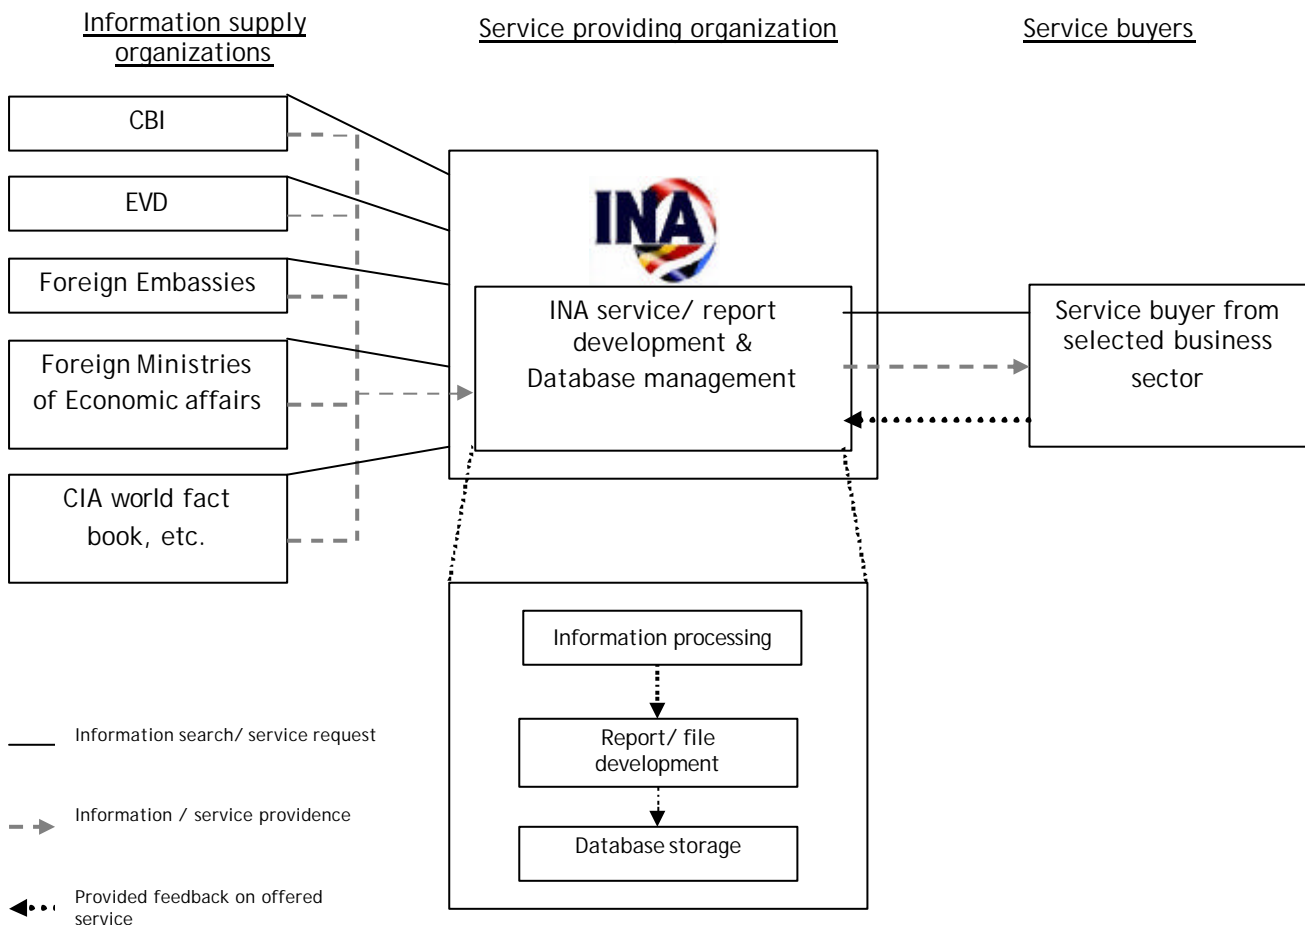 Information supply
organizations
Service providing organization
Service buyers
CBI
EVD
Foreign Embassies
Foreign Ministries
of Economic affairs
CIA world fact
book, etc.
INA
INA service/ report
development &
Database management
Service buyer from
selected business
sector
Information processing
Report/ file
development
Database storage
Information search/ service request
Information / service providence
Provided feedback on offered
service